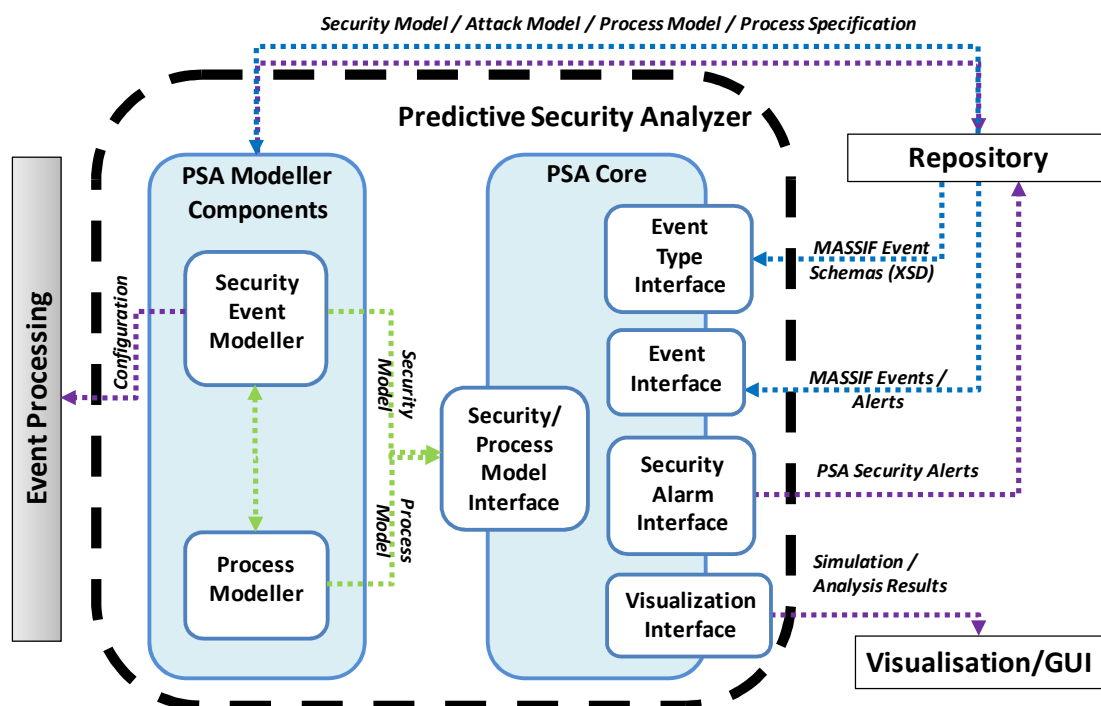 Security Model / Attack Model / Process Model / Process Specification
Predictive Security Analyzer
Repository
PSA Modeller
Components
PSA Core
Event
Type
Interface
MASSIF Event
Schemas (XSD)
Security
Event
Modeller
Configuration
Event Processing
Security
Model
Event
Interface
MASSIF Events /
Alerts
Security/
Process
Model
Interface
Security
Alarm
Interface
PSA Security Alerts
Process
Model
Process
Modeller
Simulation /
Analysis Results
Visualization
Interface
Visualisation/GUI